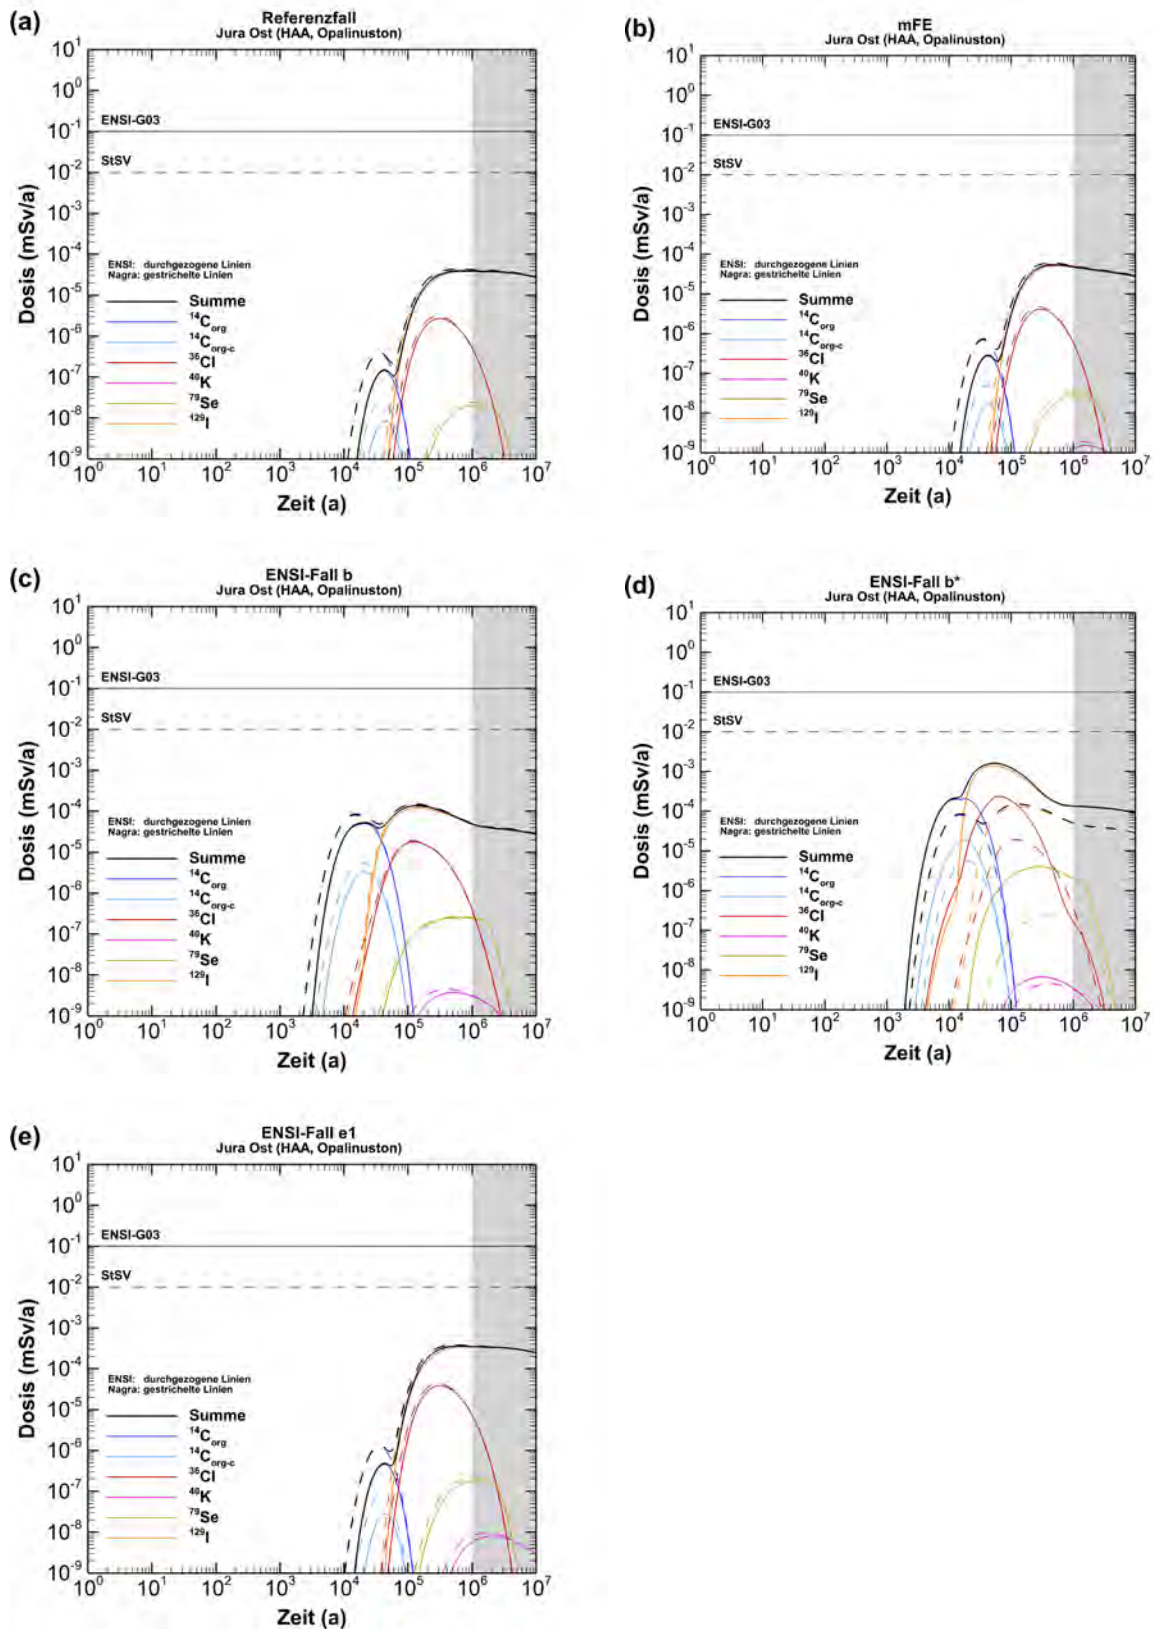 (a)
Referenzfall
Jura Ost (HAA, Opalinuston)
10¹
10⁰
10⁻¹
10⁻²
10⁻³
10⁻⁴
10⁻⁵
10⁻⁶
10⁻⁷
10⁻⁸
10⁻⁹
Dosis (mSv/a)
ENSI-G03
StSV
ENSI: durchgezogene Linien
Nagra: gestrichelte Linien
Summe
¹⁴C_org
¹⁴C_org-c
³⁶Cl
⁴⁰K
⁷⁹Se
¹²⁹I
10⁰ 10¹ 10² 10³ 10⁴ 10⁵ 10⁶ 10⁷
Zeit (a)
(b)
mFE
Jura Ost (HAA, Opalinuston)
10¹
10⁰
10⁻¹
10⁻²
10⁻³
10⁻⁴
10⁻⁵
10⁻⁶
10⁻⁷
10⁻⁸
10⁻⁹
Dosis (mSv/a)
ENSI-G03
StSV
ENSI: durchgezogene Linien
Nagra: gestrichelte Linien
Summe
¹⁴C_org
¹⁴C_org-c
³⁶Cl
⁴⁰K
⁷⁹Se
¹²⁹I
10⁰ 10¹ 10² 10³ 10⁴ 10⁵ 10⁶ 10⁷
Zeit (a)
(c)
ENSI-Fall b
Jura Ost (HAA, Opalinuston)
10¹
10⁰
10⁻¹
10⁻²
10⁻³
10⁻⁴
10⁻⁵
10⁻⁶
10⁻⁷
10⁻⁸
10⁻⁹
Dosis (mSv/a)
ENSI-G03
StSV
ENSI: durchgezogene Linien
Nagra: gestrichelte Linien
Summe
¹⁴C_org
¹⁴C_org-c
³⁶Cl
⁴⁰K
⁷⁹Se
¹²⁹I
10⁰ 10¹ 10² 10³ 10⁴ 10⁵ 10⁶ 10⁷
Zeit (a)
(d)
ENSI-Fall b*
Jura Ost (HAA, Opalinuston)
10¹
10⁰
10⁻¹
10⁻²
10⁻³
10⁻⁴
10⁻⁵
10⁻⁶
10⁻⁷
10⁻⁸
10⁻⁹
Dosis (mSv/a)
ENSI-G03
StSV
ENSI: durchgezogene Linien
Nagra: gestrichelte Linien
Summe
¹⁴C_org
¹⁴C_org-c
³⁶Cl
⁴⁰K
⁷⁹Se
¹²⁹I
10⁰ 10¹ 10² 10³ 10⁴ 10⁵ 10⁶ 10⁷
Zeit (a)
(e)
ENSI-Fall e1
Jura Ost (HAA, Opalinuston)
10¹
10⁰
10⁻¹
10⁻²
10⁻³
10⁻⁴
10⁻⁵
10⁻⁶
10⁻⁷
10⁻⁸
10⁻⁹
Dosis (mSv/a)
ENSI-G03
StSV
ENSI: durchgezogene Linien
Nagra: gestrichelte Linien
Summe
¹⁴C_org
¹⁴C_org-c
³⁶Cl
⁴⁰K
⁷⁹Se
¹²⁹I
10⁰ 10¹ 10² 10³ 10⁴ 10⁵ 10⁶ 10⁷
Zeit (a)